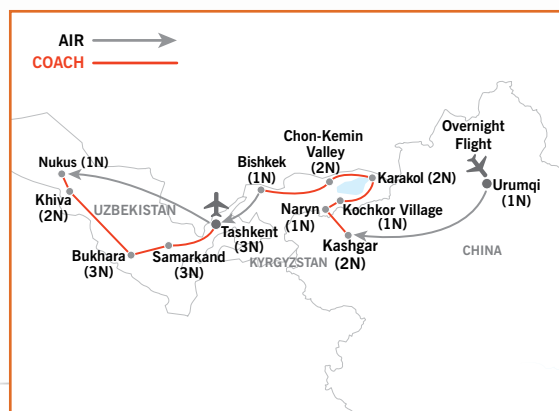 AIR
COACH
Overnight
Flight
Urumqi
(1N)
CHINA
Chon-Kemin
Valley
(2N)
Karakol (2N)
Bishkek
(1N)
Kochkor Village
(1N)
Naryn
(1N)
Kashgar
(2N)
KYRGYZSTAN
Nukus (1N)
Khiva
(2N)
UZBEKISTAN
Tashkent
(3N)
Samarkand
(3N)
Bukhara
(3N)